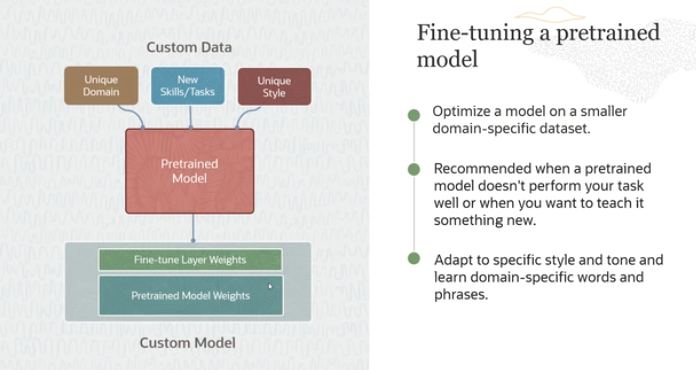 Custom Data
Unique
Domain
New
Skills/Tasks
Unique
Style
Pretrained
Model
Fine-tune Layer Weights
Pretrained Model Weights
Custom Model
Fine-tuning a pretrained
model
Optimize a model on a smaller
domain-specific dataset.
Recommended when a pretrained
model doesn't perform your task
well or when you want to teach it
something new.
Adapt to specific style and tone and
learn domain-specific words and
phrases.